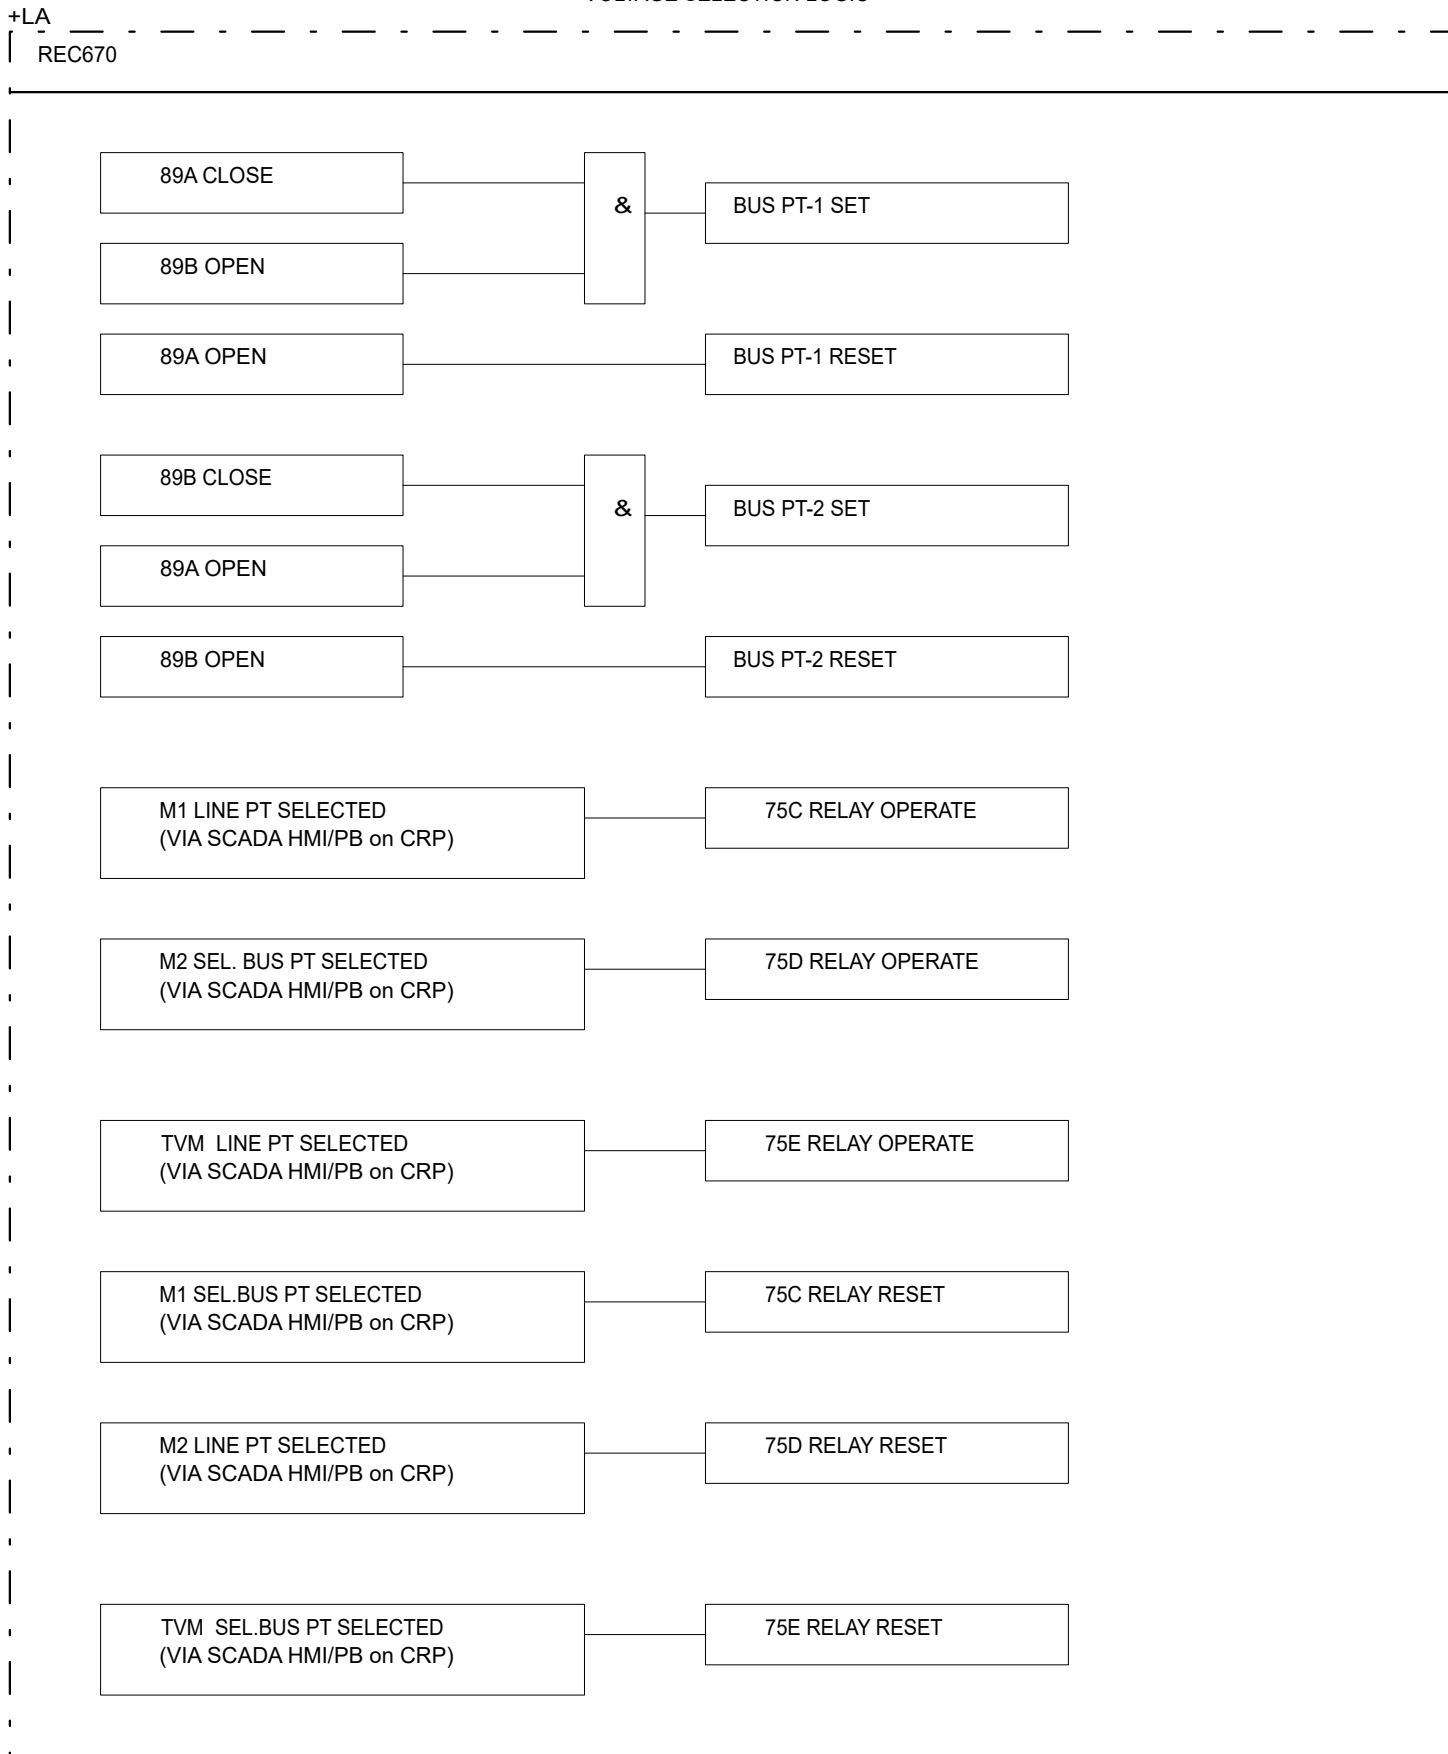 VOLTAGE SELECTION LOGIC
+LA
REC670
89A CLOSE
&
BUS PT-1 SET
89B OPEN
89A OPEN
BUS PT-1 RESET
89B CLOSE
&
BUS PT-2 SET
89A OPEN
89B OPEN
BUS PT-2 RESET
M1 LINE PT SELECTED
(VIA SCADA HMI/PB on CRP)
75C RELAY OPERATE
M2 SEL. BUS PT SELECTED
(VIA SCADA HMI/PB on CRP)
75D RELAY OPERATE
TVM LINE PT SELECTED
(VIA SCADA HMI/PB on CRP)
75E RELAY OPERATE
M1 SEL.BUS PT SELECTED
(VIA SCADA HMI/PB on CRP)
75C RELAY RESET
M2 LINE PT SELECTED
(VIA SCADA HMI/PB on CRP)
75D RELAY RESET
TVM SEL.BUS PT SELECTED
(VIA SCADA HMI/PB on CRP)
75E RELAY RESET